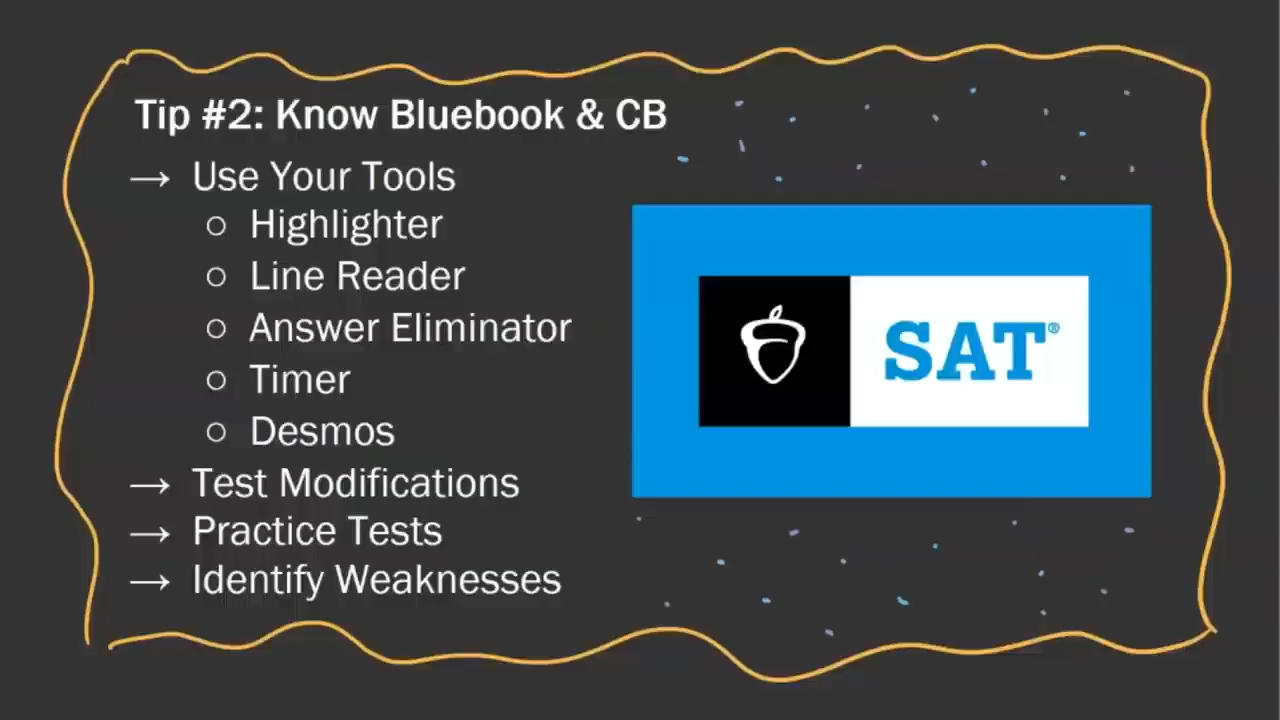 Tip #2: Know Bluebook & CB
→ Use Your Tools
○ Highlighter
○ Line Reader
○ Answer Eliminator
○ Timer
○ Desmos
→ Test Modifications
→ Practice Tests
→ Identify Weaknesses
SAT®